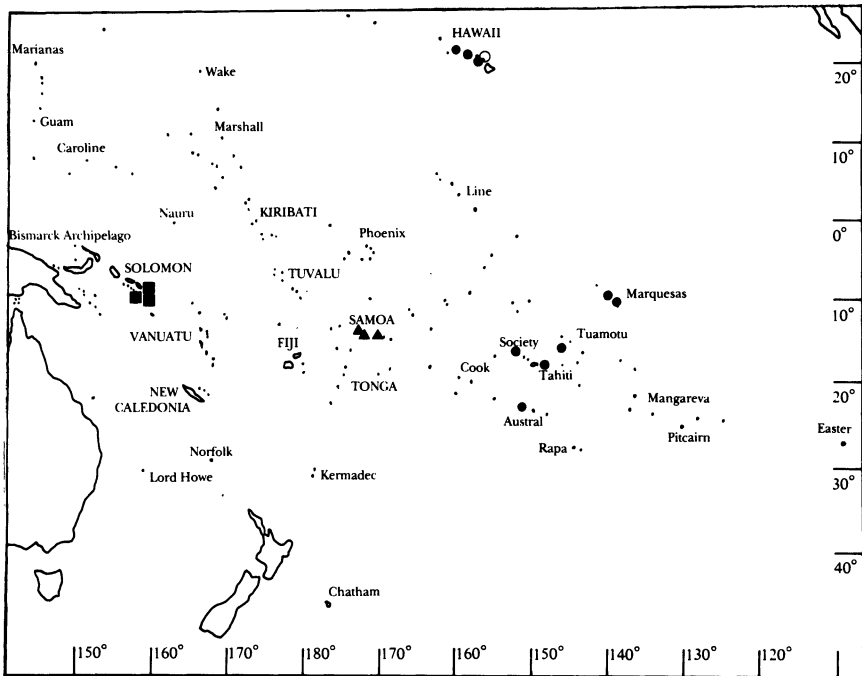 HAWAII
Marianas
Wake
20°
Guam
Marshall
10°
Caroline
Line
Nauru
KIRIBATI
0°
Bismarck Archipelago
Phoenix
SOLOMON
TUVALU
Marquesas
10°
SAMOA
VANUATU
FIJI
Society
Tuamotu
Cook
Tahiti
TONGA
20°
NEW
CALEDONIA
Mangareva
Austral
Pitcairn
Easter
Norfolk
Rapa
Lord Howe
Kermadec
30°
40°
Chatham
150° 160° 170° 180° 170° 160° 150° 140° 130° 120°